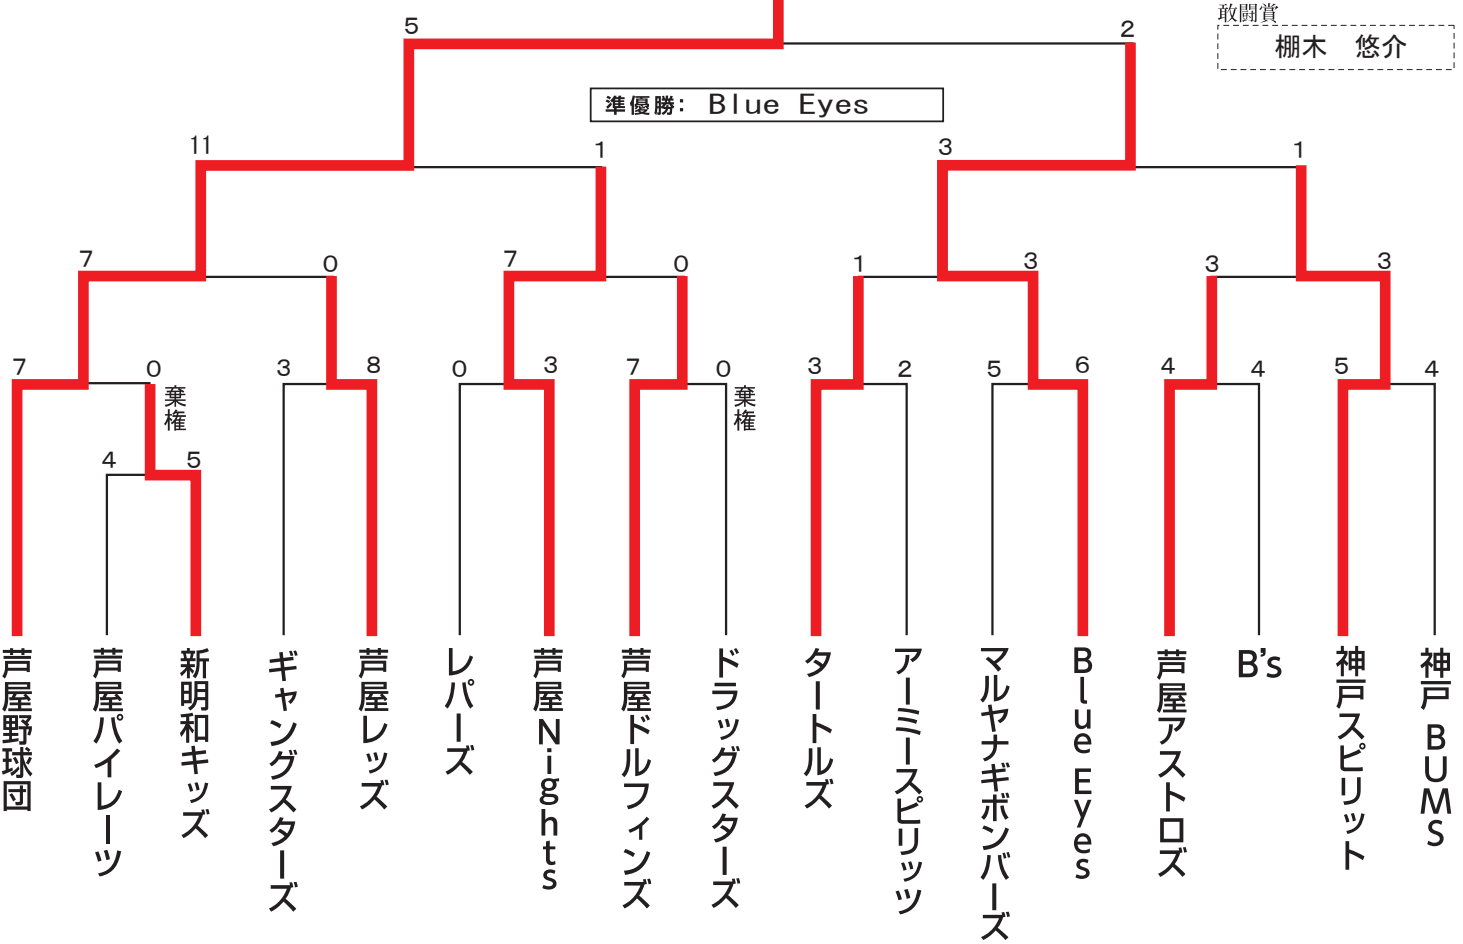 敢闘賞
棚木　悠介
5
2
準優勝： Blue Eyes
11
1
3
1
7
0
7
0
1
3
3
3
7
0
棄権
3
8
0
3
7
0
棄権
3
2
5
6
4
4
5
4
4
5
芦屋野球団
芦屋パイレーツ
新明和キッズ
ギャングスターズ
芦屋レッズ
レパーズ
芦屋Nights
芦屋ドルフィンズ
ドラッグスターズ
タートルズ
アーミースピリッツ
マルヤナギボンバーズ
Blue Eyes
芦屋アストロズ
B's
神戸スピリット
神戸 BUMS